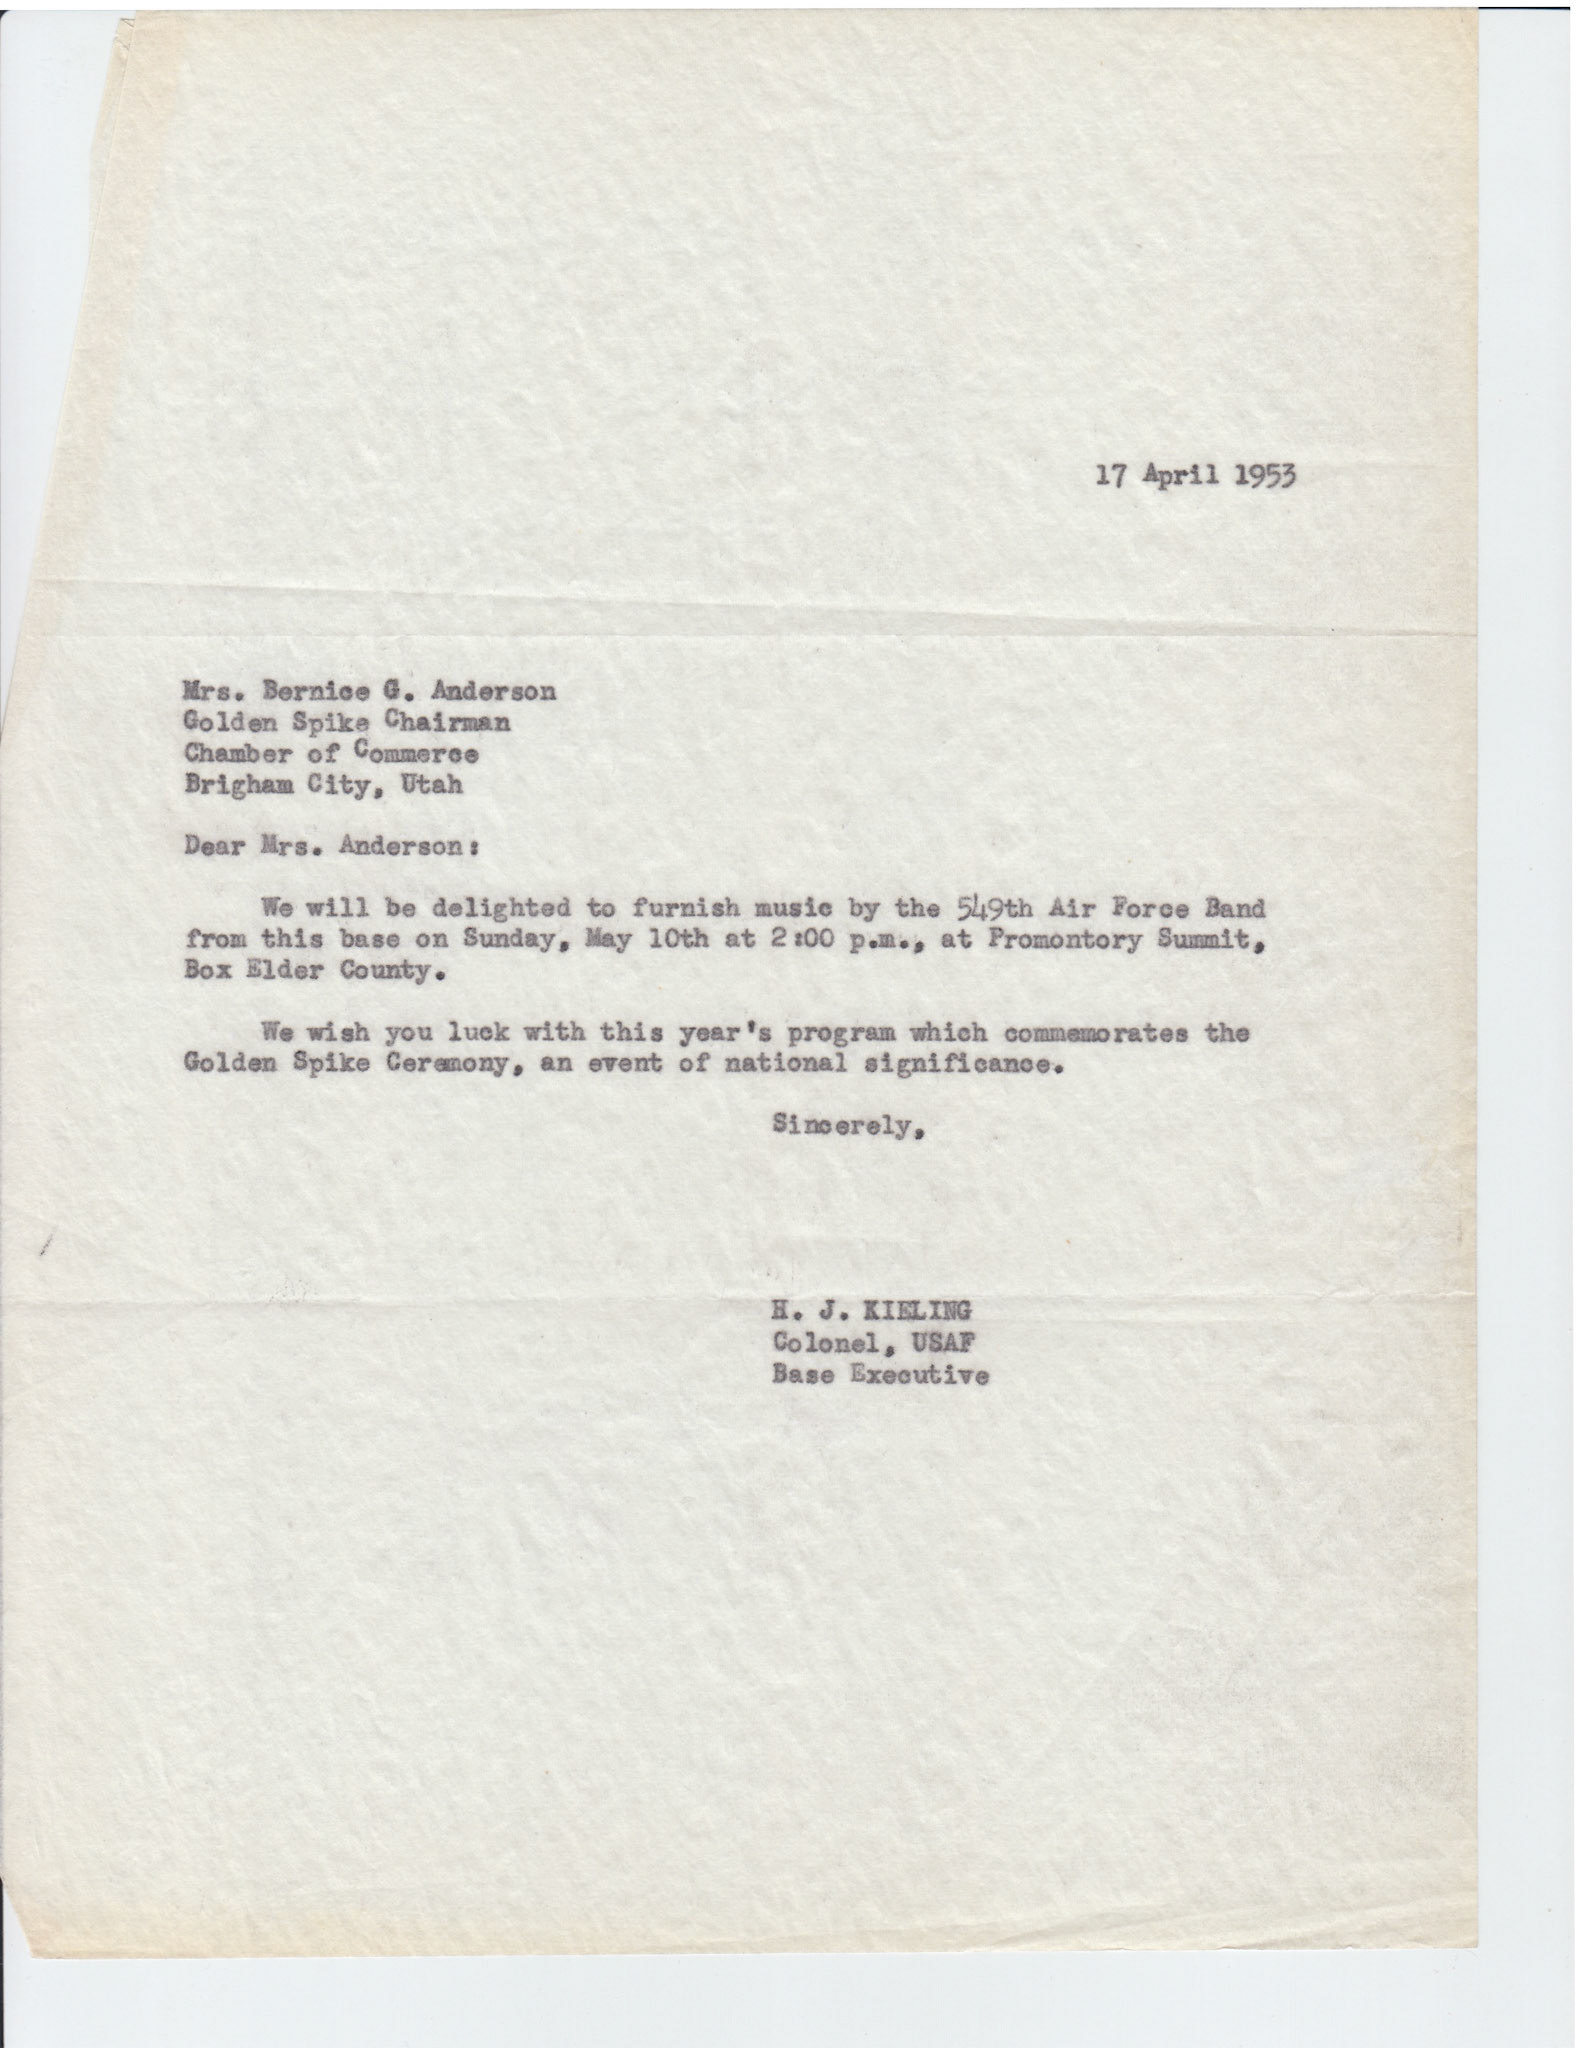 17 April 1953
Mrs. Bernice G. Anderson
Golden Spike Chairman
Chamber of Commerce
Brigham City, Utah
Dear Mrs. Anderson:
We will be delighted to furnish music by the 549th Air Force Band
from this base on Sunday, May 10th at 2:00 p.m., at Promontory Summit,
Box Elder County.
We wish you luck with this year's program which commemorates the
Golden Spike Ceremony, an event of national significance.
Sincerely,
H. J. KIELING
Colonel, USAF
Base Executive